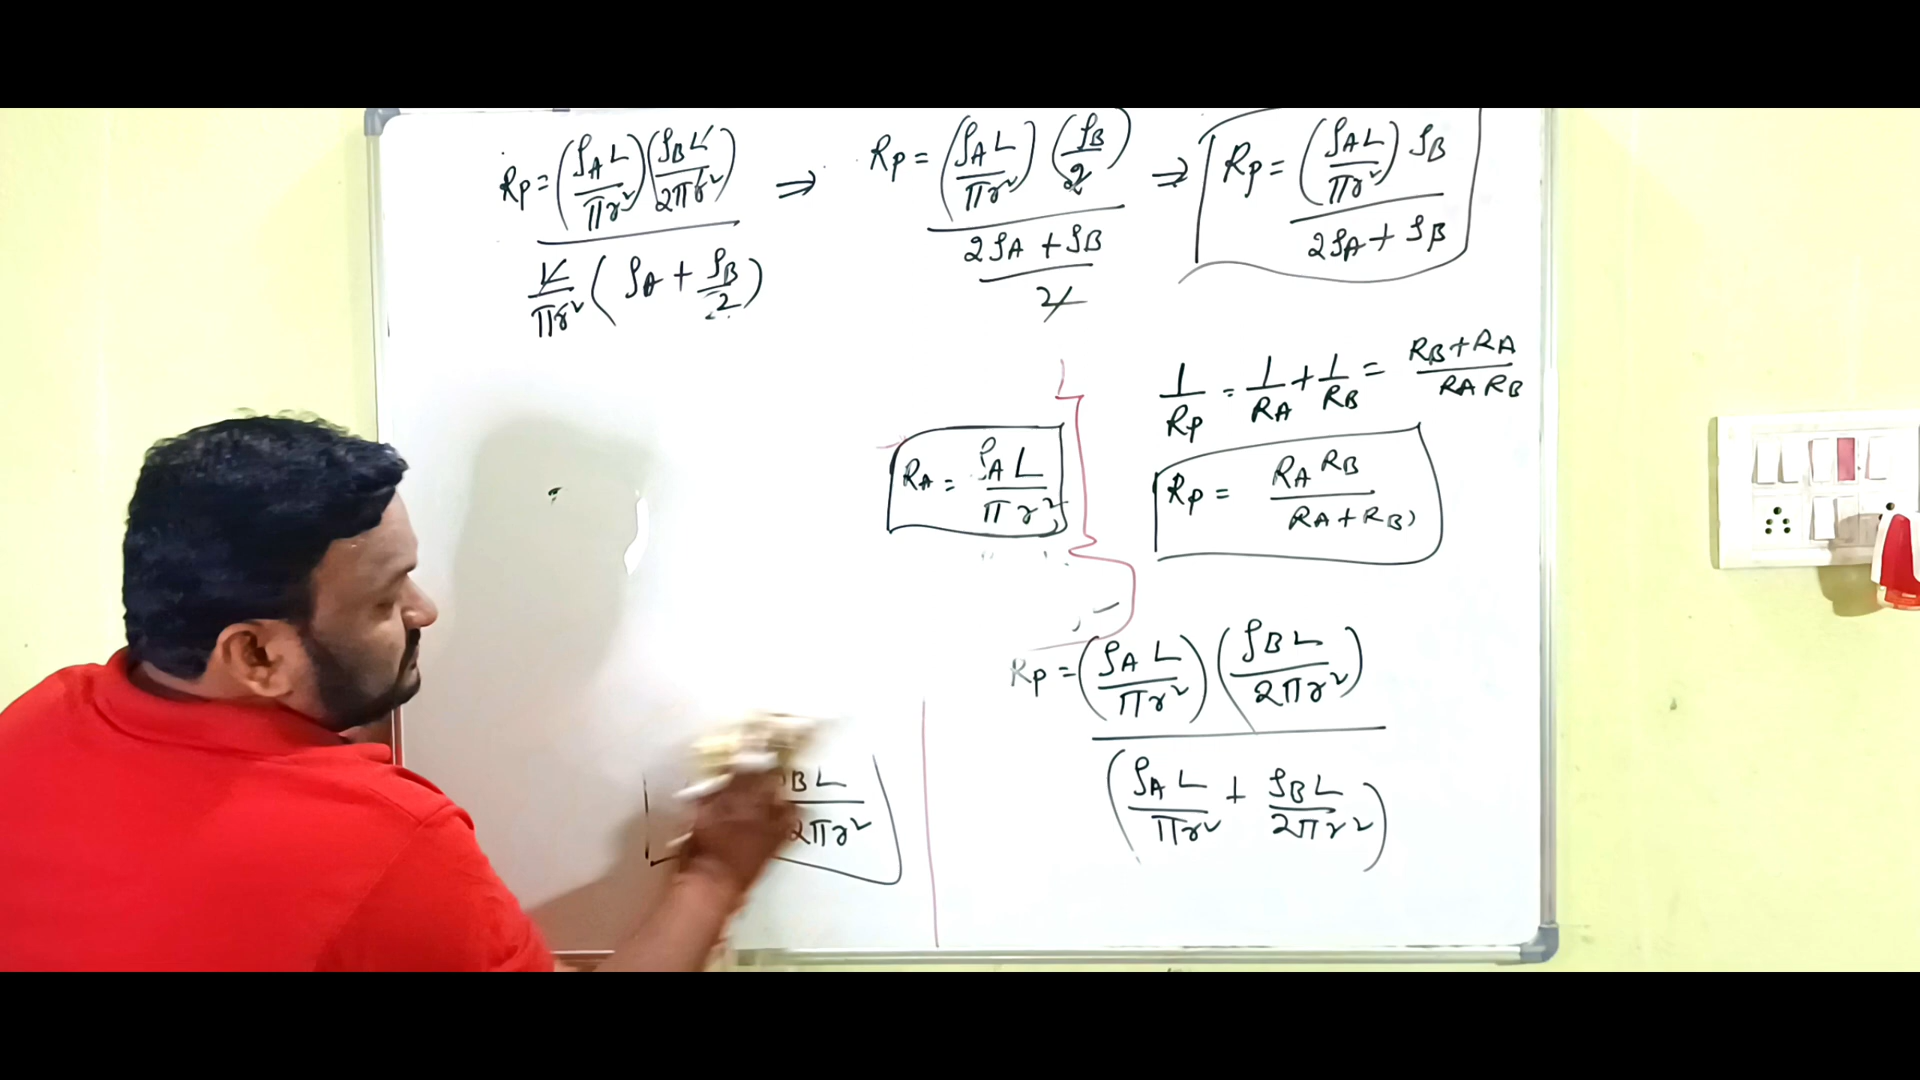 Rp = (ρA L / πr²) (ρB L / 2πr²) / L/πr² (ρA + ρB/2) ⇒ Rp = (ρA L / πr²) (ρB / 2) / (2ρA + ρB / 2) ⇒ Rp = (ρA L / πr²) ρB / 2ρA + ρB
1/Rp = 1/RA + 1/RB = RB + RA / RA RB
RA = ρA L / π r²
Rp = RA RB / RA + RB
Rp = (ρA L / πr²) (ρB L / 2πr²) / (ρA L / πr² + ρB L / 2πr²)
B L / 2πr²